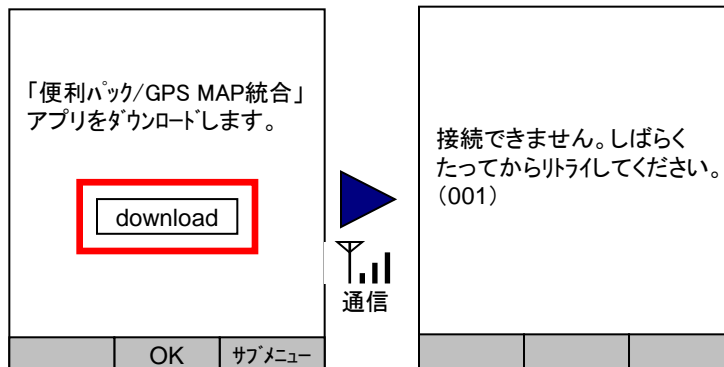 「便利ﾊﾟｯｸ/GPS MAP統合」
アプリをﾀﾞｳﾝﾛｰﾄﾞします。
download
OK
ｻﾌﾞﾒﾆｭｰ
通信
接続できません。しばらく
たってからﾘﾄﾗｲしてください。
（001）